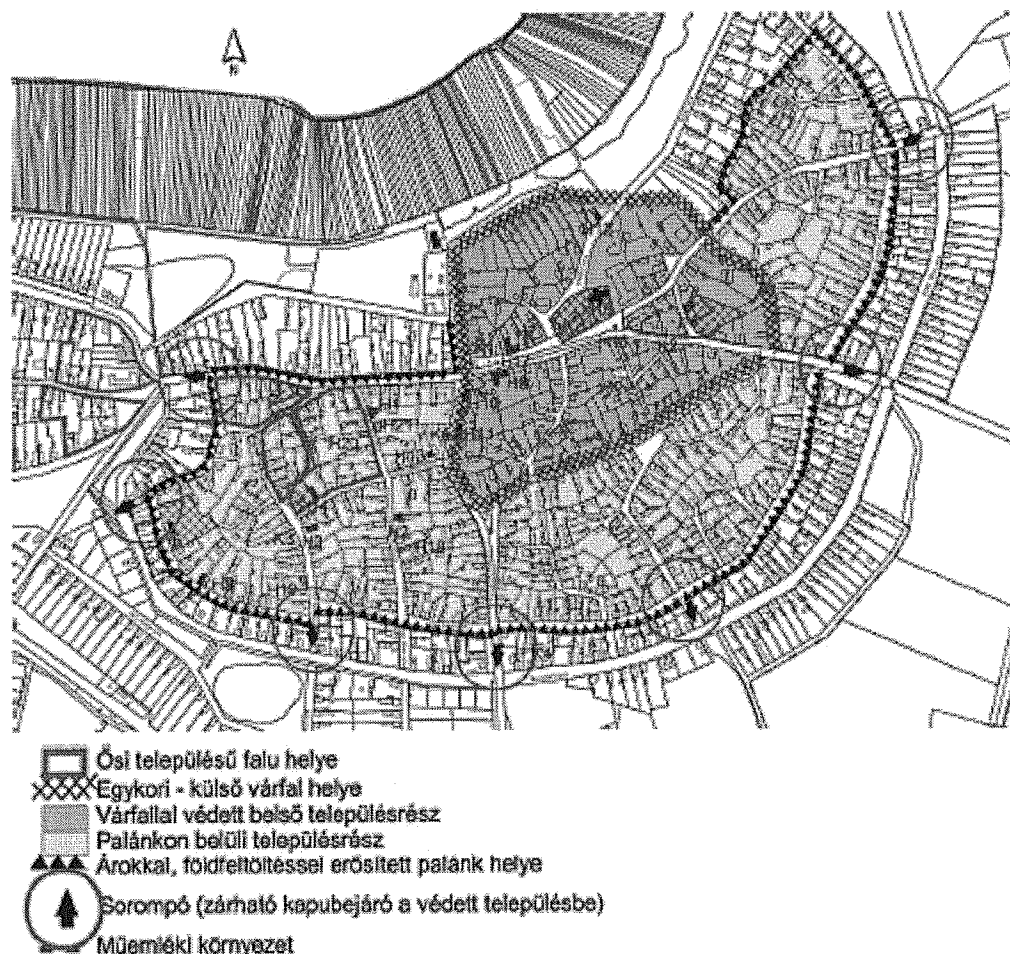 Ősi településű falu helye
Egykori - külső várfal helye
Várfallal védett belső településrész
Palánkon belüli településrész
Árokkal, földfeltöltéssel erősített palánk helye
Sorompó (zárható kapubejáró a védett településbe)
Műemléki környezet